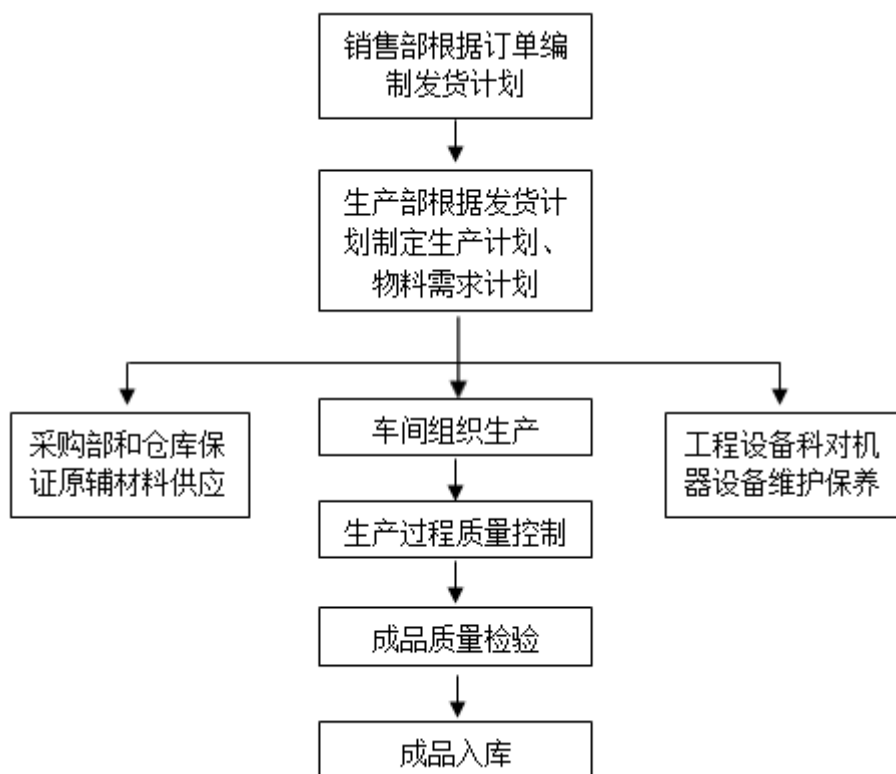 销售部根据订单编
制发货计划
生产部根据发货计
划制定生产计划、
物料需求计划
采购部和仓库保
证原辅材料供应
车间组织生产
工程设备科对机
器设备维护保养
生产过程质量控制
成品质量检验
成品入库